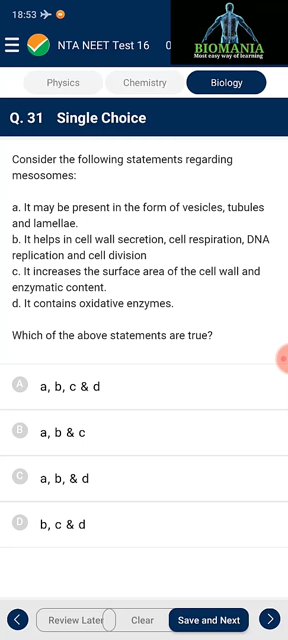 18:53
NTA NEET Test 16 0
BIOMANIA
Most easy way of learning
Physics Chemistry Biology
Q. 31 Single Choice
Consider the following statements regarding
mesosomes:
a. It may be present in the form of vesicles, tubules
and lamellae.
b. It helps in cell wall secretion, cell respiration, DNA
replication and cell division
c. It increases the surface area of the cell wall and
enzymatic content.
d. It contains oxidative enzymes.
Which of the above statements are true?
A a, b, c & d
B a, b & c
C a, b, & d
D b, c & d
Review Later Clear Save and Next